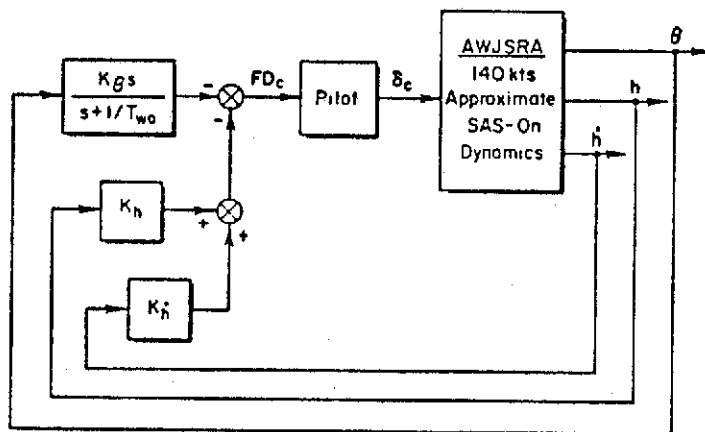 K_θ s
s+1/T_wo
-
-
FD_c
Pilot
δ_c
AWJSRA
140 kts
Approximate
SAS-On
Dynamics
θ
h
ḣ
K_h
+
+
K_ḣ